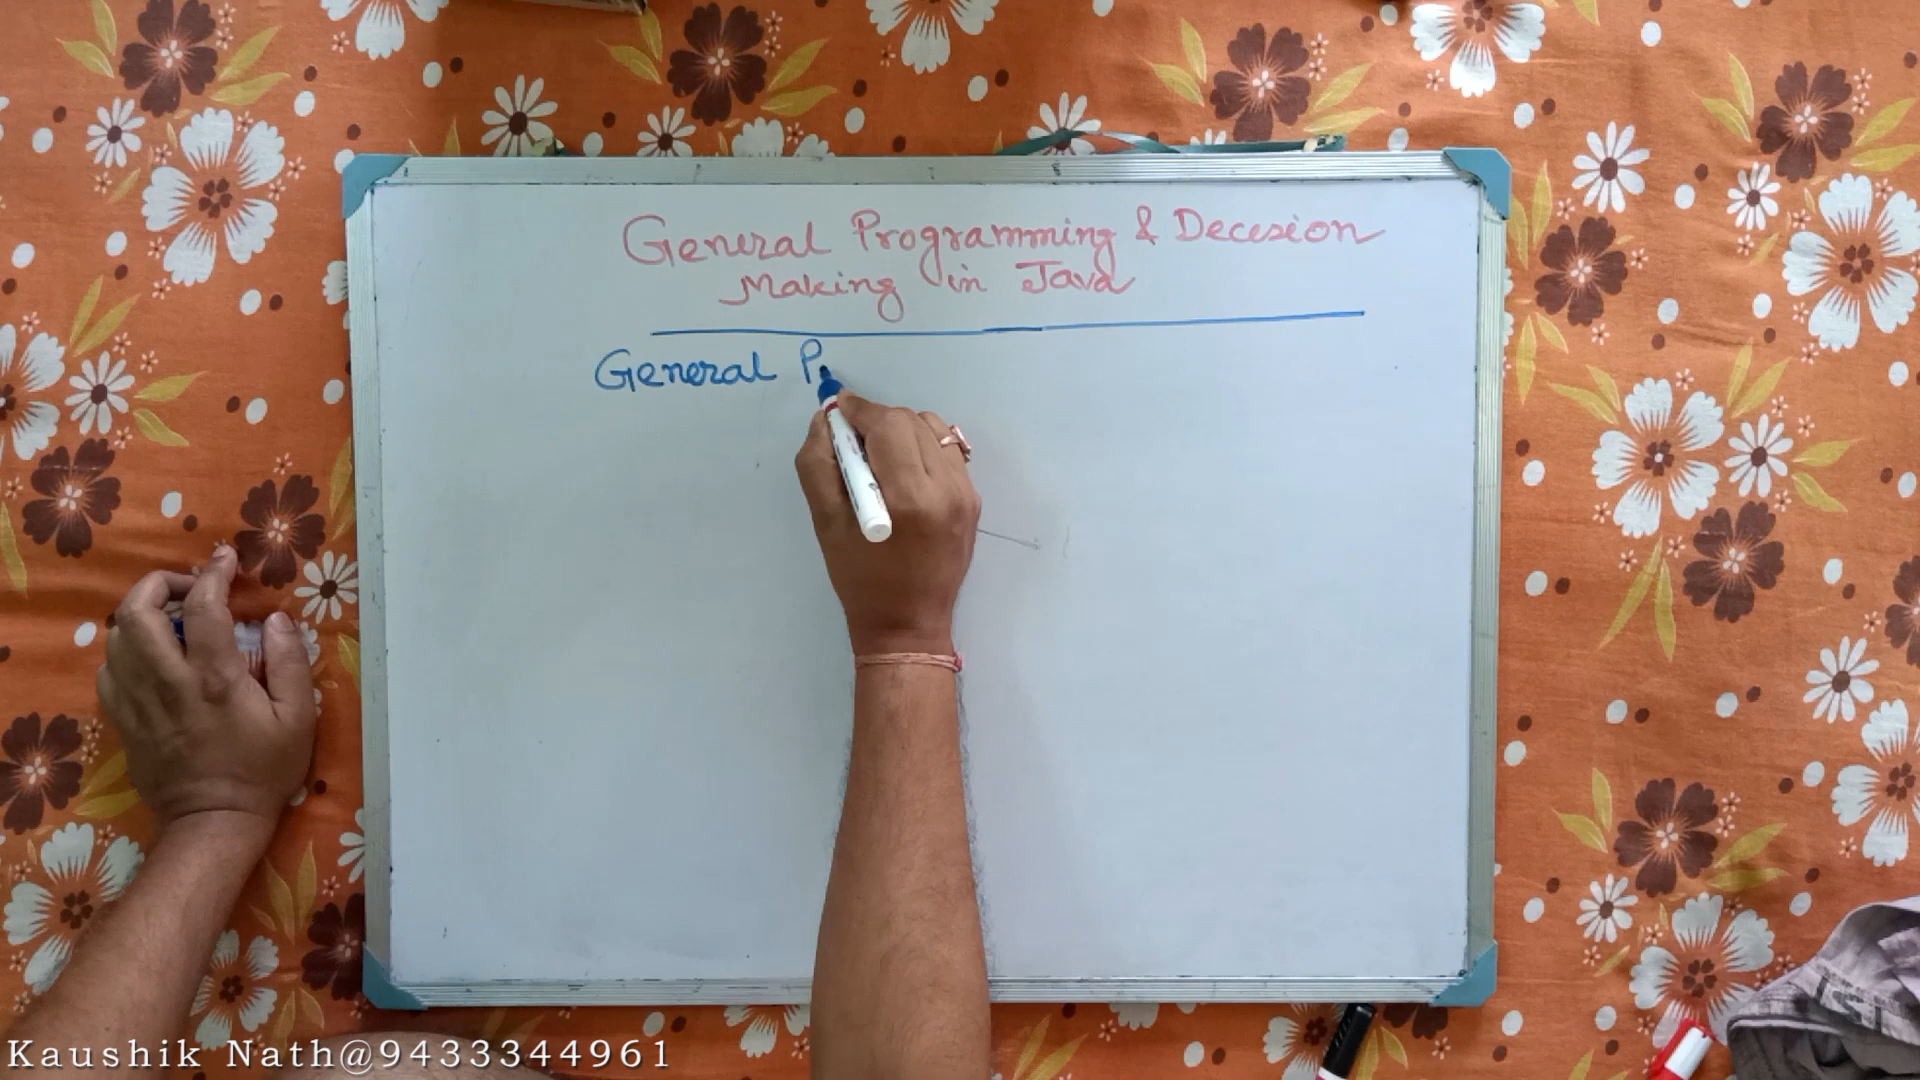 General Programming & Decesion
Making in Java
General P
Kaushik Nath@9433344961